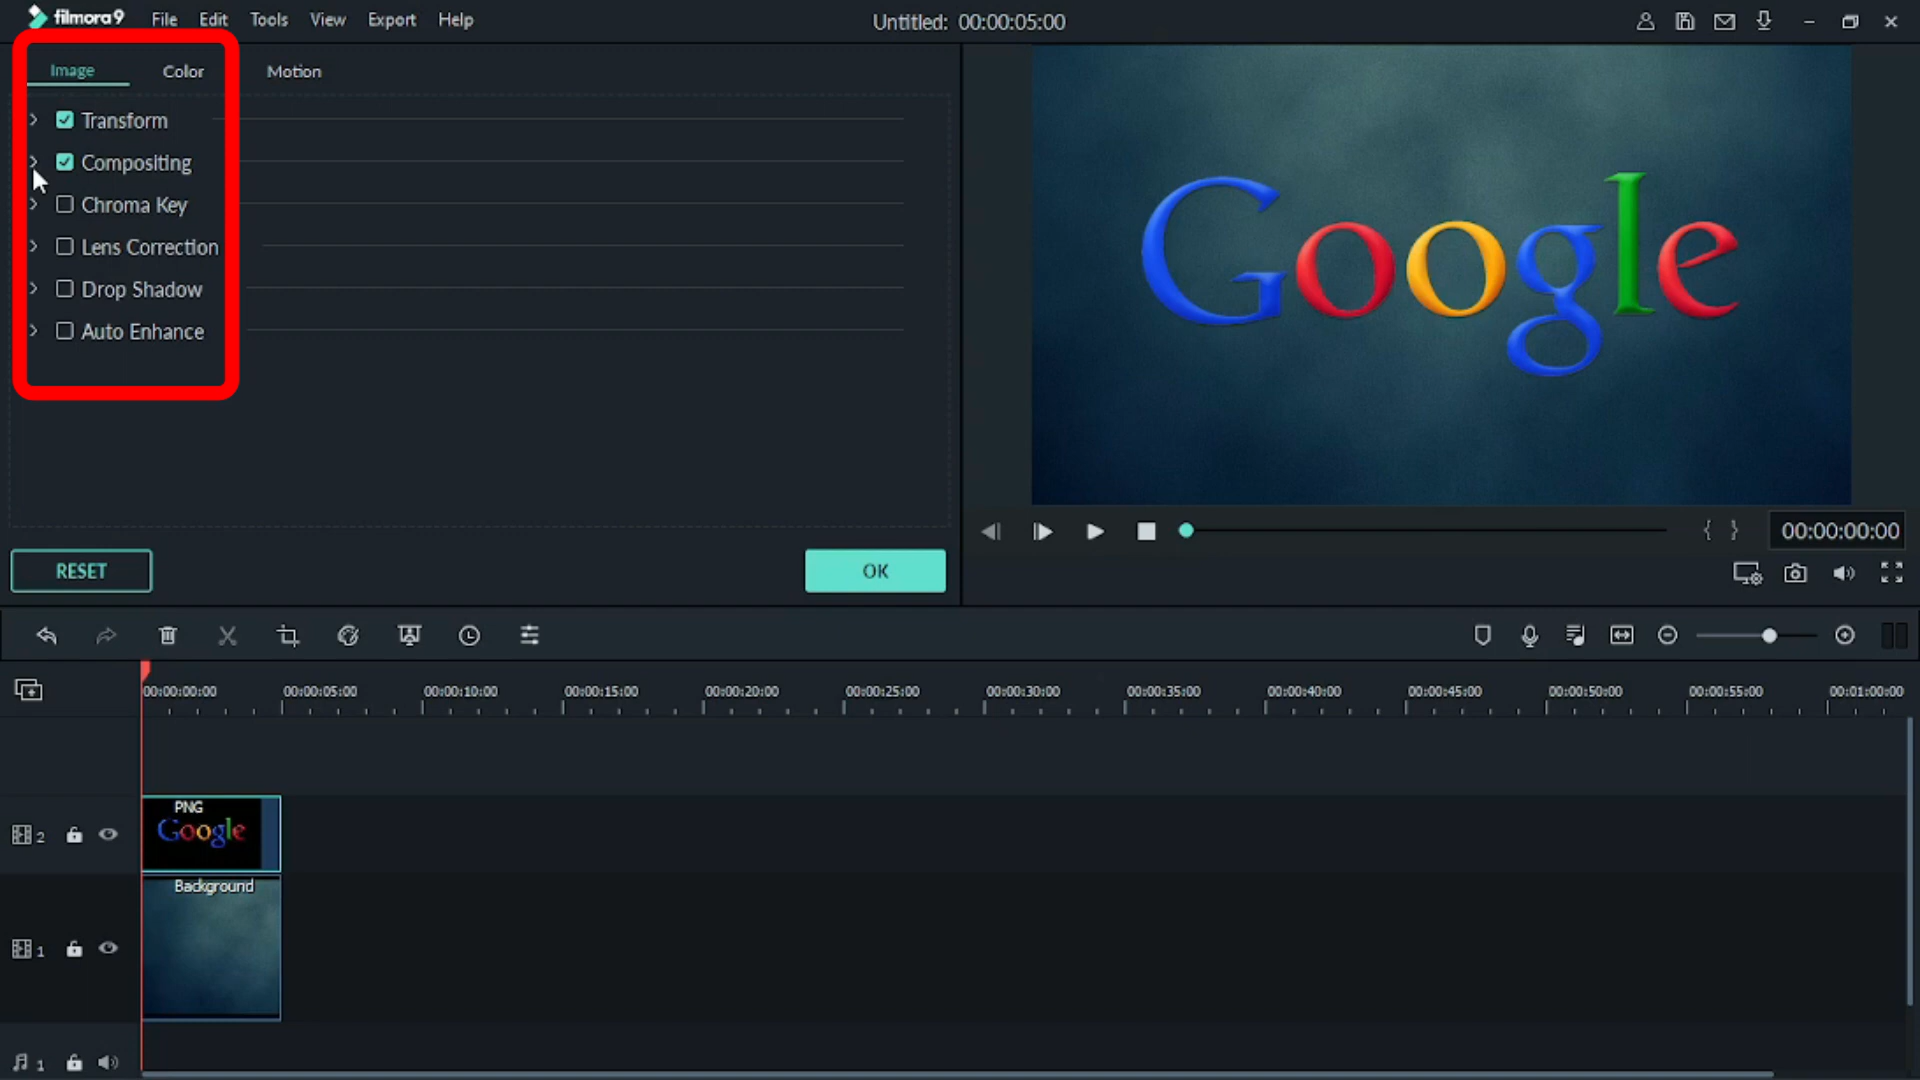 filmora9 File Edit Tools View Export Help Untitled: 00:00:05:00
Image Color Motion
Transform
Compositing
Chroma Key
Lens Correction
Drop Shadow
Auto Enhance
Google
RESET OK
00:00:00:00
00:00:00:00 00:00:05:00 00:00:10:00 00:00:15:00 00:00:20:00 00:00:25:00 00:00:30:00 00:00:35:00 00:00:40:00 00:00:45:00 00:00:50:00 00:00:55:00 00:01:00:00
PNG
Google
2
Background
1
1